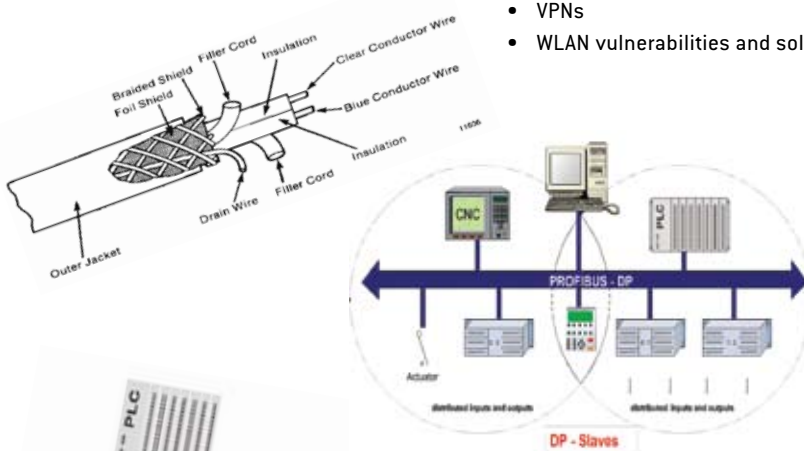 • VPNs
• WLAN vulnerabilities and sol
Filler Cord
Insulation
Clear Conductor Wire
Braided Shield
Foil Shield
Blue Conductor Wire
11606
Insulation
Filler Cord
Drain Wire
Outer Jacket
CNC
PLC
PROFIBUS - DP
Actuator
distributed inputs and outputs
distributed inputs and outputs
DP - Slaves
PLC